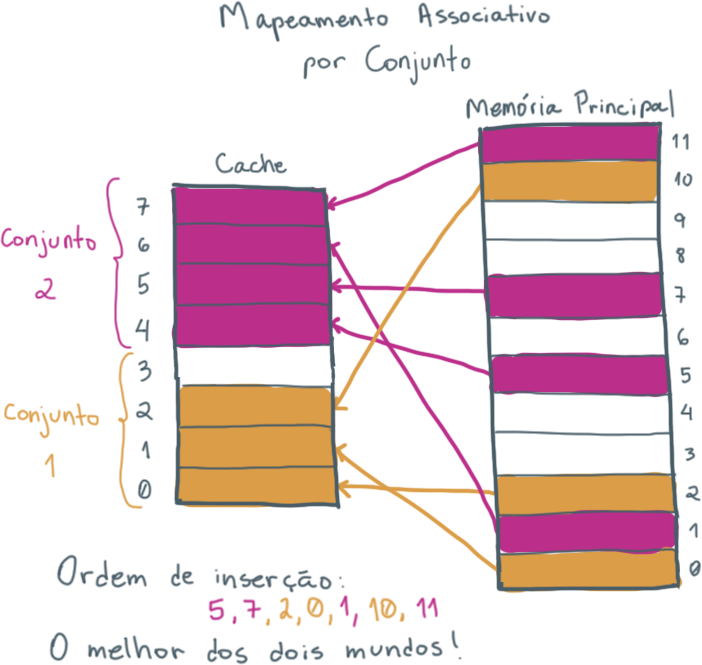 Mapeamento Associativo
por Conjunto
Memória Principal
Cache
7
6
5
4
3
2
1
0
Conjunto
2
Conjunto
1
11
10
9
8
7
6
5
4
3
2
1
0
Ordem de inserção:
5, 7, 2, 0, 1, 10, 11
O melhor dos dois mundos!